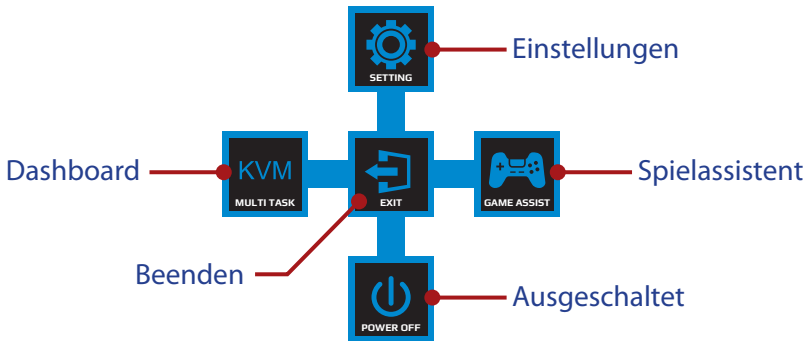 SETTING
Einstellungen
Dashboard
KVM
MULTI TASK
EXIT
GAME ASSIST
Spielassistent
Beenden
POWER OFF
Ausgeschaltet